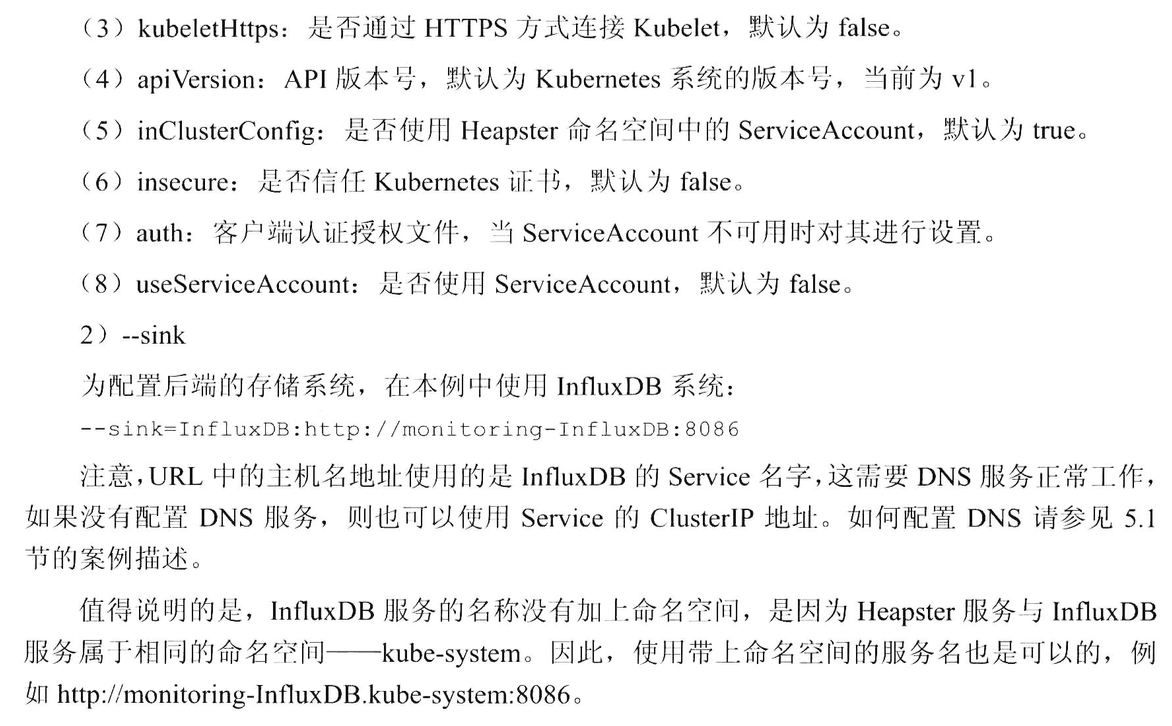 （3）kubeletHttps：是否通过 HTTPS 方式连接 Kubelet，默认为 false。
（4）apiVersion：API 版本号，默认为 Kubernetes 系统的版本号，当前为 v1。
（5）inClusterConfig：是否使用 Heapster 命名空间中的 ServiceAccount，默认为 true。
（6）insecure：是否信任 Kubernetes 证书，默认为 false。
（7）auth：客户端认证授权文件，当 ServiceAccount 不可用时对其进行设置。
（8）useServiceAccount：是否使用 ServiceAccount，默认为 false。
2）--sink
为配置后端的存储系统，在本例中使用 InfluxDB 系统：
--sink=InfluxDB:http://monitoring-InfluxDB:8086
注意，URL 中的主机名地址使用的是 InfluxDB 的 Service 名字，这需要 DNS 服务正常工作，
如果没有配置 DNS 服务，则也可以使用 Service 的 ClusterIP 地址。如何配置 DNS 请参见 5.1
节的案例描述。
值得说明的是，InfluxDB 服务的名称没有加上命名空间，是因为 Heapster 服务与 InfluxDB
服务属于相同的命名空间——kube-system。因此，使用带上命名空间的服务名也是可以的，例
如 http://monitoring-InfluxDB.kube-system:8086。